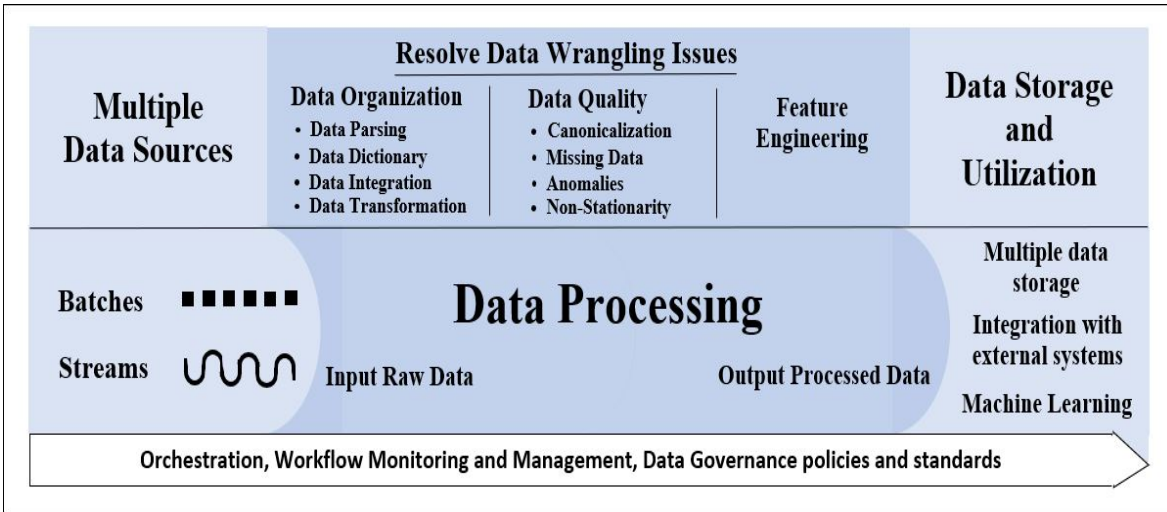 Multiple
Data Sources
Resolve Data Wrangling Issues
Data Organization
• Data Parsing
• Data Dictionary
• Data Integration
• Data Transformation
Data Quality
• Canonicalization
• Missing Data
• Anomalies
• Non-Stationarity
Feature
Engineering
Data Storage
and
Utilization
Batches
Streams
Data Processing
Input Raw Data
Output Processed Data
Multiple data
storage
Integration with
external systems
Machine Learning
Orchestration, Workflow Monitoring and Management, Data Governance policies and standards